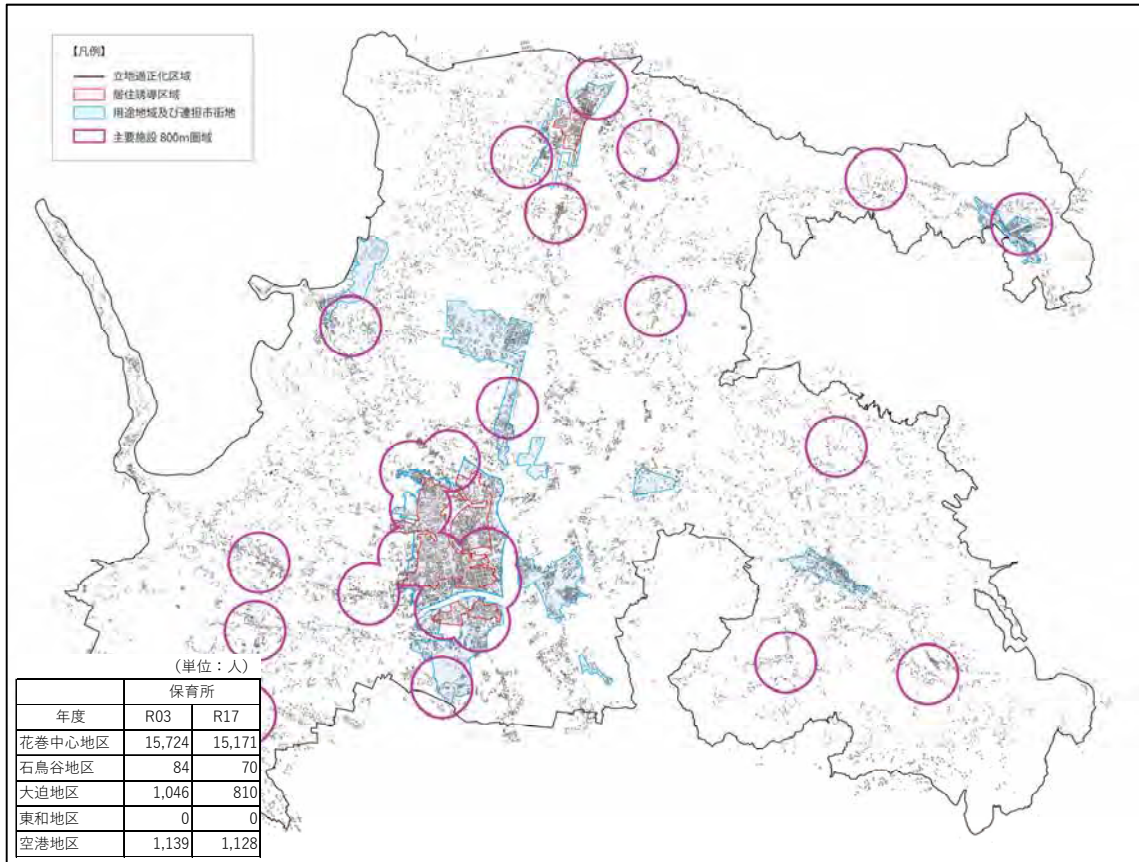 【凡例】
立地適正化区域
居住誘導区域
用途地域及び連担市街地
主要施設 800m圏域
（単位：人）
保育所
年度 R03 R17
花巻中心地区 15,724 15,171
石鳥谷地区 84 70
大迫地区 1,046 810
東和地区 0 0
空港地区 1,139 1,128